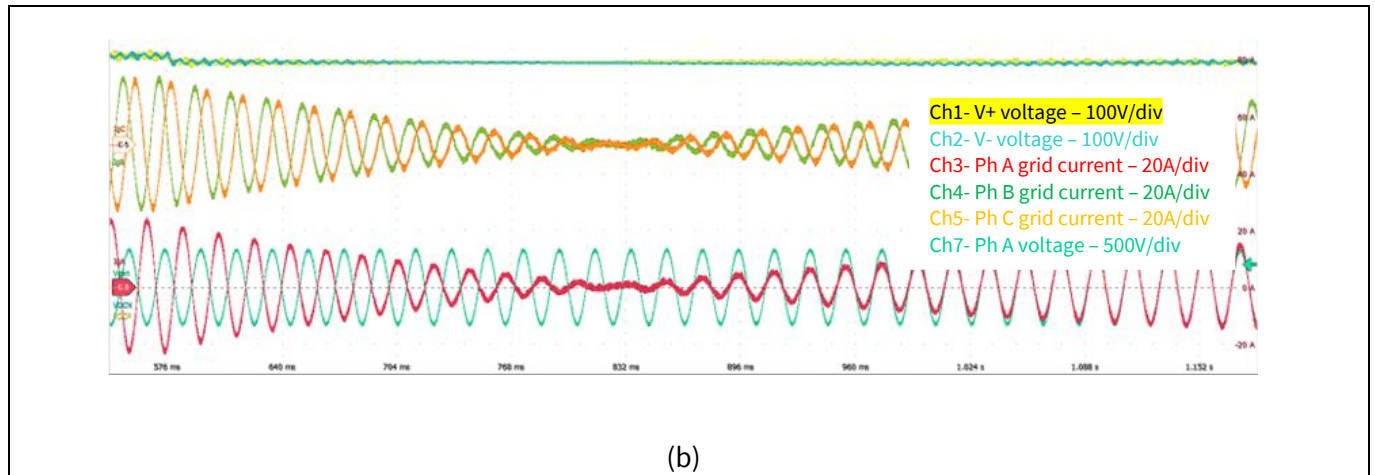 80 A
Ch1- V+ voltage – 100V/div
60 A
Ch2- V- voltage – 100V/div
Ch3- Ph A grid current – 20A/div
40 A
Ch4- Ph B grid current – 20A/div
Ch5- Ph C grid current – 20A/div
20 A
Ch7- Ph A voltage – 500V/div
0 A
-20 A
576 ms 640 ms 704 ms 768 ms 832 ms 896 ms 960 ms 1.024 s 1.088 s 1.152 s
(b)